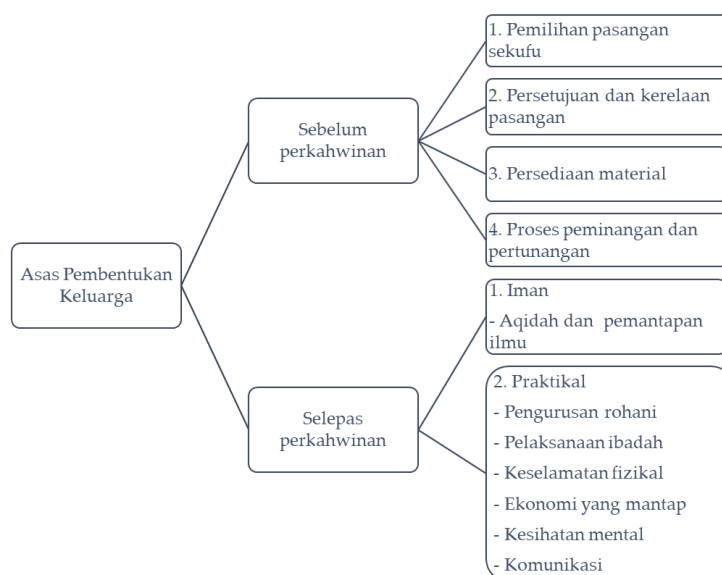 Asas Pembentukan
Keluarga
Sebelum
perkahwinan
1. Pemilihan pasangan
sekufu
2. Persetujuan dan kerelaan
pasangan
3. Persediaan material
4. Proses peminangan dan
pertunangan
Selepas
perkahwinan
1. Iman
- Aqidah dan pemantapan
ilmu
2. Praktikal
- Pengurusan rohani
- Pelaksanaan ibadah
- Keselamatan fizikal
- Ekonomi yang mantap
- Kesihatan mental
- Komunikasi